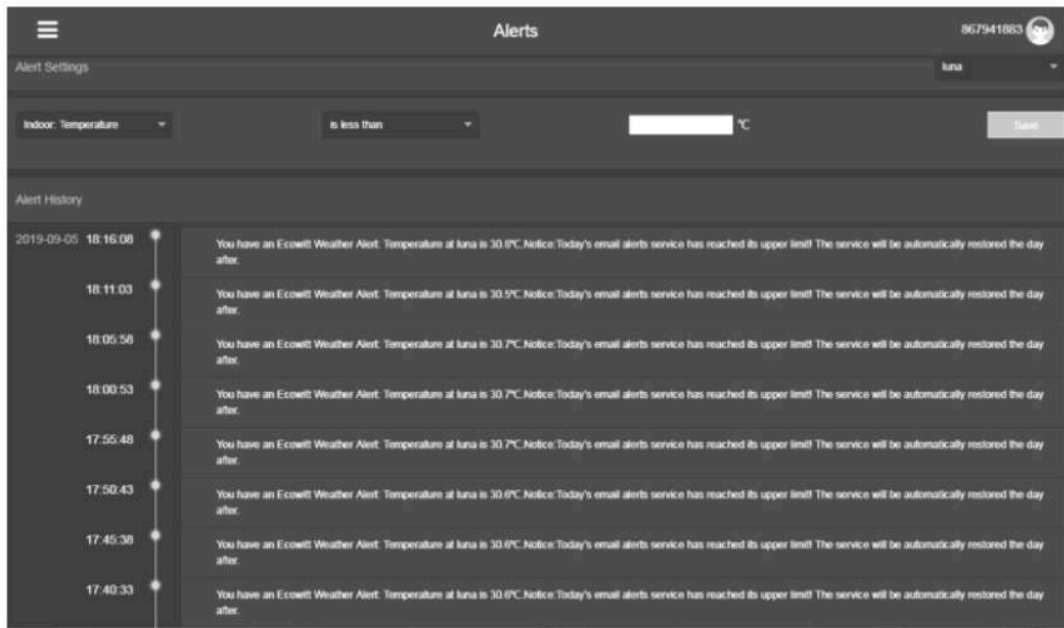 Alerts
867941883
Alert Settings
luna
Indoor: Temperature
is less than
℃
Save
Alert History
2019-09-05 18:16:08
You have an Ecowitt Weather Alert: Temperature at luna is 30.8℃.Notice:Today's email alerts service has reached its upper limit! The service will be automatically restored the day
after.
18:11:03
You have an Ecowitt Weather Alert: Temperature at luna is 30.5℃.Notice:Today's email alerts service has reached its upper limit! The service will be automatically restored the day
after.
18:05:58
You have an Ecowitt Weather Alert: Temperature at luna is 30.7℃.Notice:Today's email alerts service has reached its upper limit! The service will be automatically restored the day
after.
18:00:53
You have an Ecowitt Weather Alert: Temperature at luna is 30.7℃.Notice:Today's email alerts service has reached its upper limit! The service will be automatically restored the day
after.
17:55:48
You have an Ecowitt Weather Alert: Temperature at luna is 30.7℃.Notice:Today's email alerts service has reached its upper limit! The service will be automatically restored the day
after.
17:50:43
You have an Ecowitt Weather Alert: Temperature at luna is 30.6℃.Notice:Today's email alerts service has reached its upper limit! The service will be automatically restored the day
after.
17:45:38
You have an Ecowitt Weather Alert: Temperature at luna is 30.6℃.Notice:Today's email alerts service has reached its upper limit! The service will be automatically restored the day
after.
17:40:33
You have an Ecowitt Weather Alert: Temperature at luna is 30.6℃.Notice:Today's email alerts service has reached its upper limit! The service will be automatically restored the day
after.